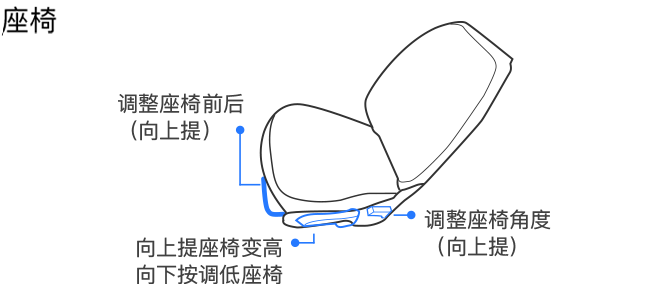 座椅
调整座椅前后
（向上提）
调整座椅角度
（向上提）
向上提座椅变高
向下按调低座椅